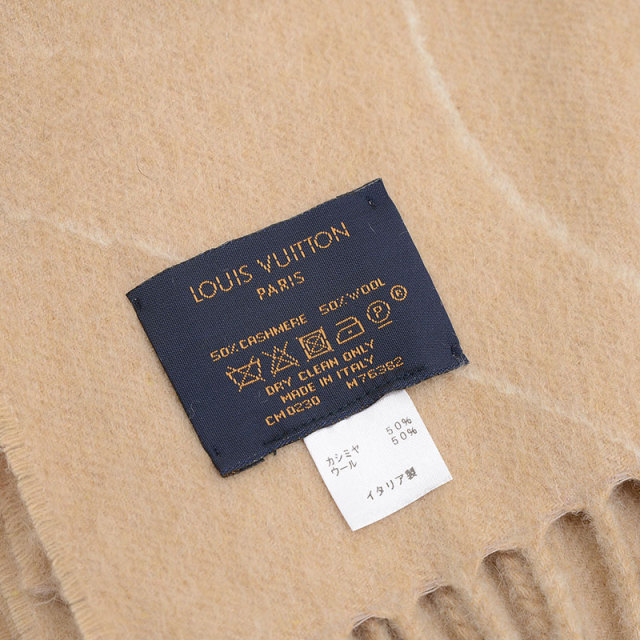 LOUIS VUITTON
PARIS
50%CASHMERE 50%WOOL
P ®
DRY CLEAN ONLY
MADE IN ITALY
CM0230 M76382
カシミヤ 50%
ウール 50%
イタリア製